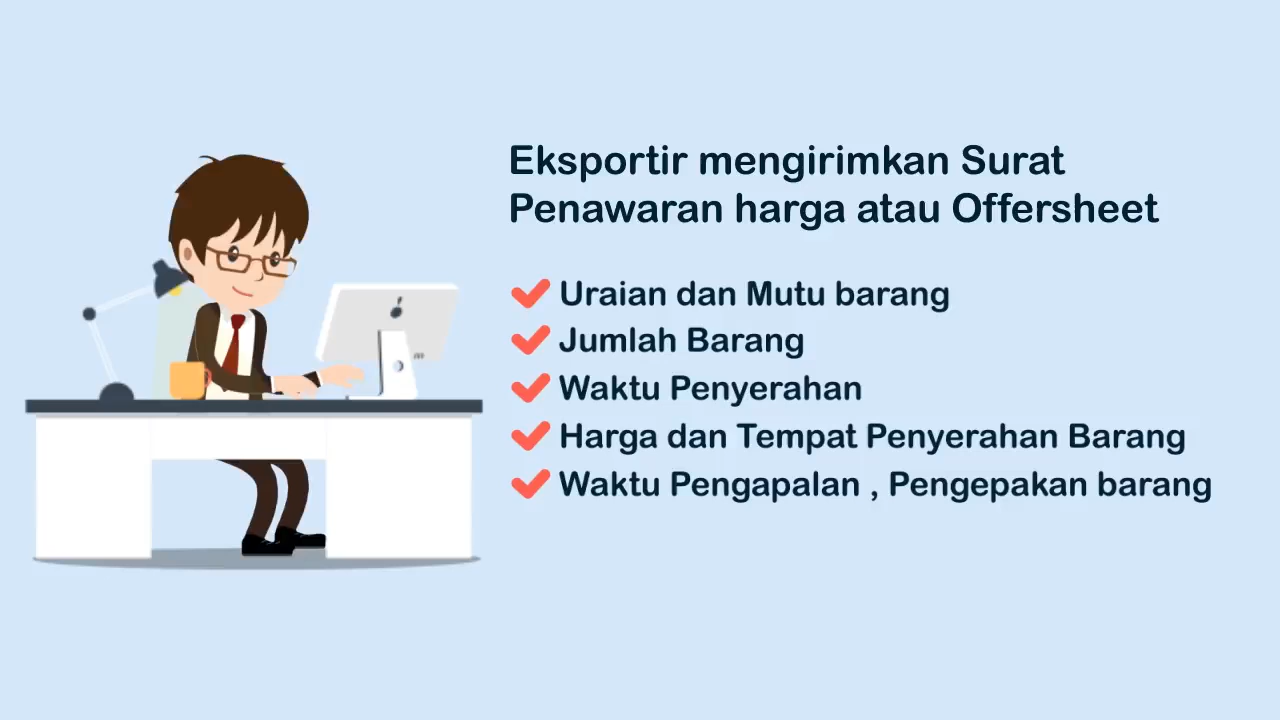 Eksportir mengirimkan Surat
Penawaran harga atau Offersheet
Uraian dan Mutu barang
Jumlah Barang
Waktu Penyerahan
Harga dan Tempat Penyerahan Barang
Waktu Pengapalan , Pengepakan barang